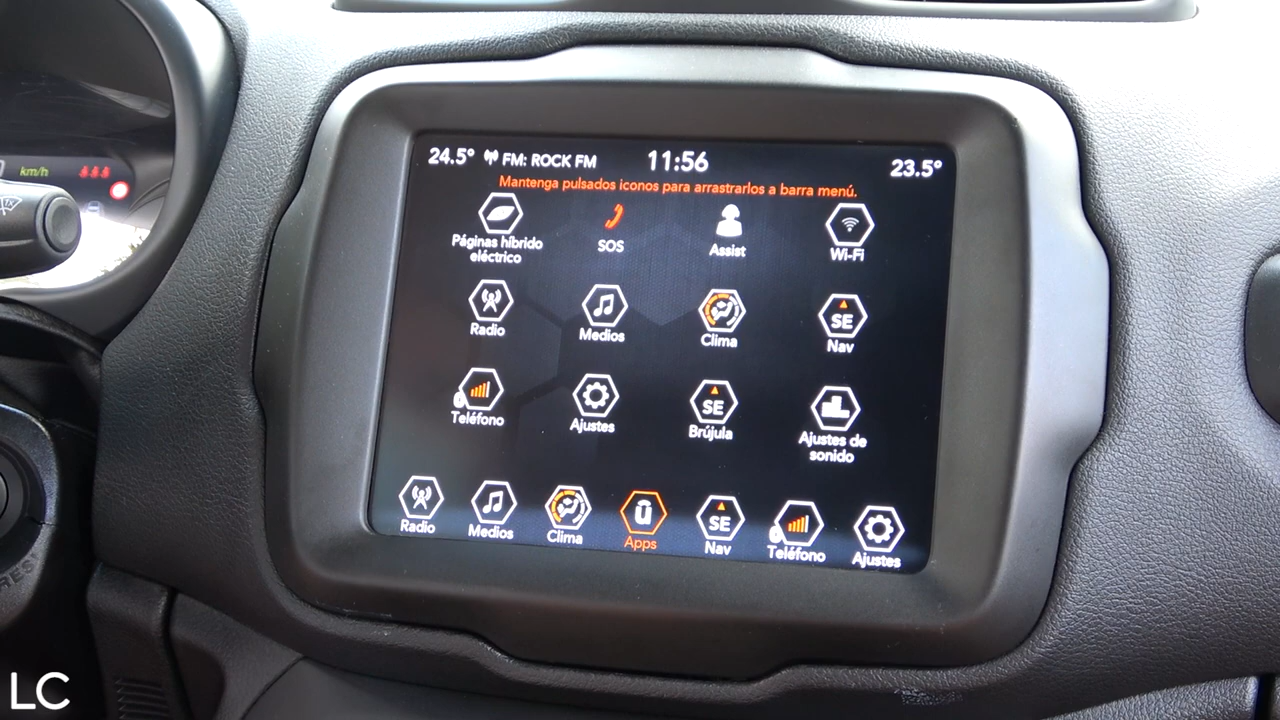 24.5° FM: ROCK FM 11:56 23.5°
Mantenga pulsados iconos para arrastrarlos a barra menú.
Páginas híbrido
eléctrico
SOS
Assist
Wi-Fi
Radio
Medios
Clima
SE
Nav
Teléfono
Ajustes
SE
Brújula
Ajustes de
sonido
Radio
Medios
Clima
Apps
SE
Nav
Teléfono
Ajustes
km/h
RES
LC